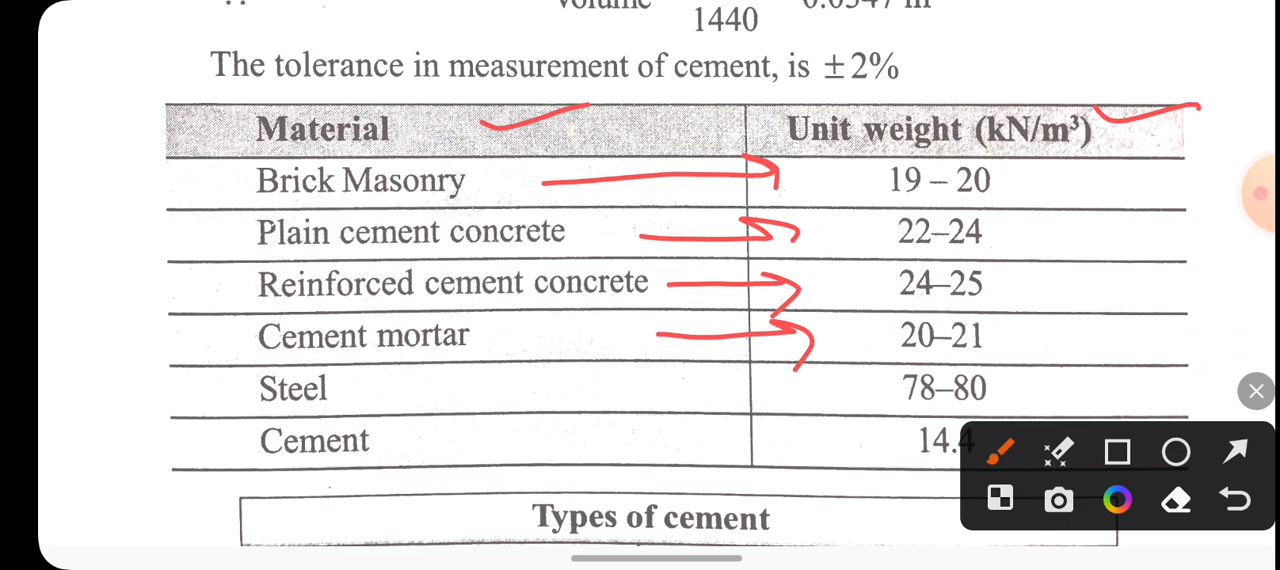 1440
The tolerance in measurement of cement, is ±2%
Material Unit weight (kN/m³)
Brick Masonry 19 – 20
Plain cement concrete 22–24
Reinforced cement concrete 24–25
Cement mortar 20–21
Steel 78–80
Cement 14.4
Types of cement